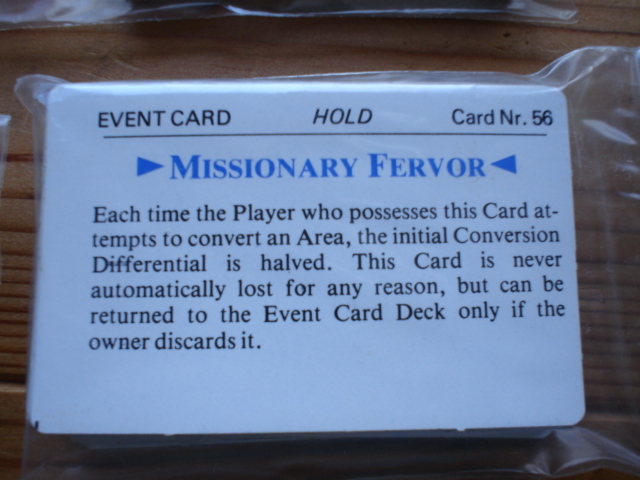 EVENT CARD HOLD Card Nr. 56
►MISSIONARY FERVOR◄
Each time the Player who possesses this Card at-
tempts to convert an Area, the initial Conversion
Differential is halved. This Card is never
automatically lost for any reason, but can be
returned to the Event Card Deck only if the
owner discards it.